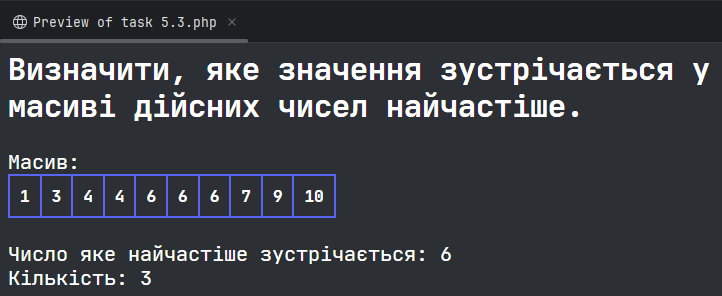 Preview of task 5.3.php
Визначити, яке значення зустрічається у
масиві дійсних чисел найчастіше.
Масив:
1 3 4 4 6 6 6 7 9 10
Число яке найчастіше зустрічається: 6
Кількість: 3